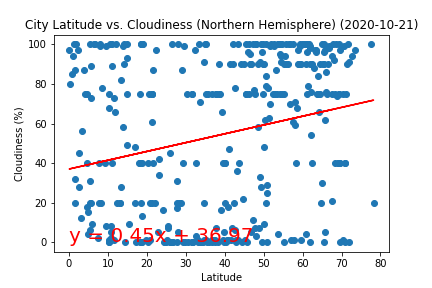 City Latitude vs. Cloudiness (Northern Hemisphere) (2020-10-21)
100
80
60
40
20
0
Cloudiness (%)
y = 0.45x + 36.97
0 10 20 30 40 50 60 70 80
Latitude